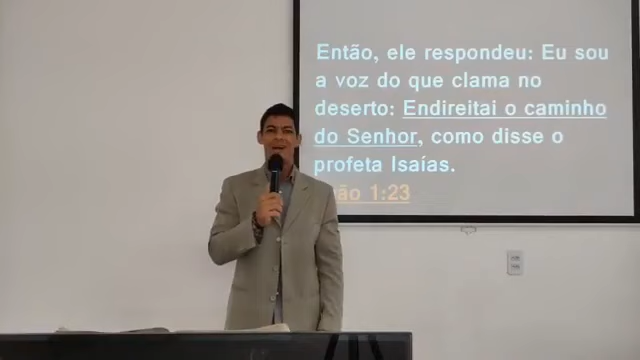 Então, ele respondeu: Eu sou
a voz do que clama no
deserto: Endireitai o caminho
do Senhor, como disse o
profeta Isaías.
João 1:23